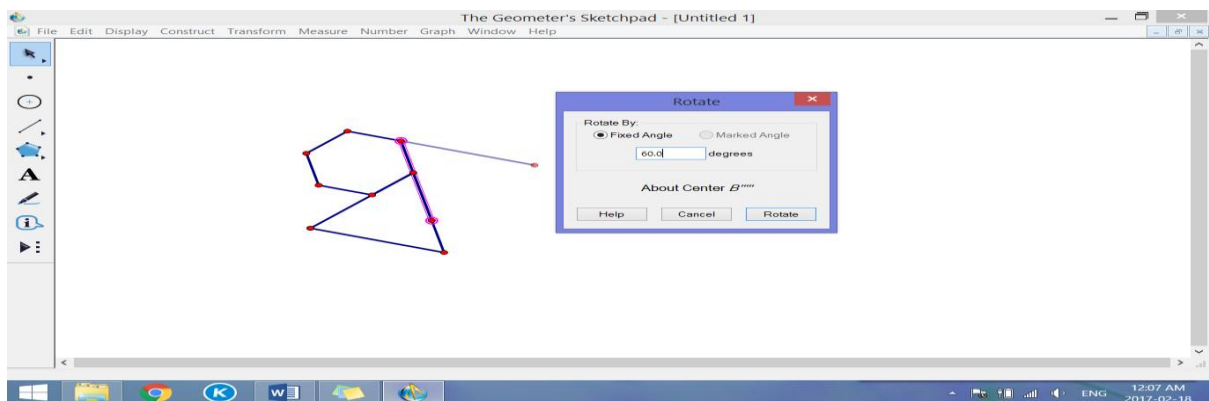 The Geometer's Sketchpad - [Untitled 1]
File Edit Display Construct Transform Measure Number Graph Window Help
Rotate
Rotate By:
Fixed Angle Marked Angle
60.0 degrees
About Center B'''''
Help Cancel Rotate
A
K
W
ENG
12:07 AM
2017-02-18